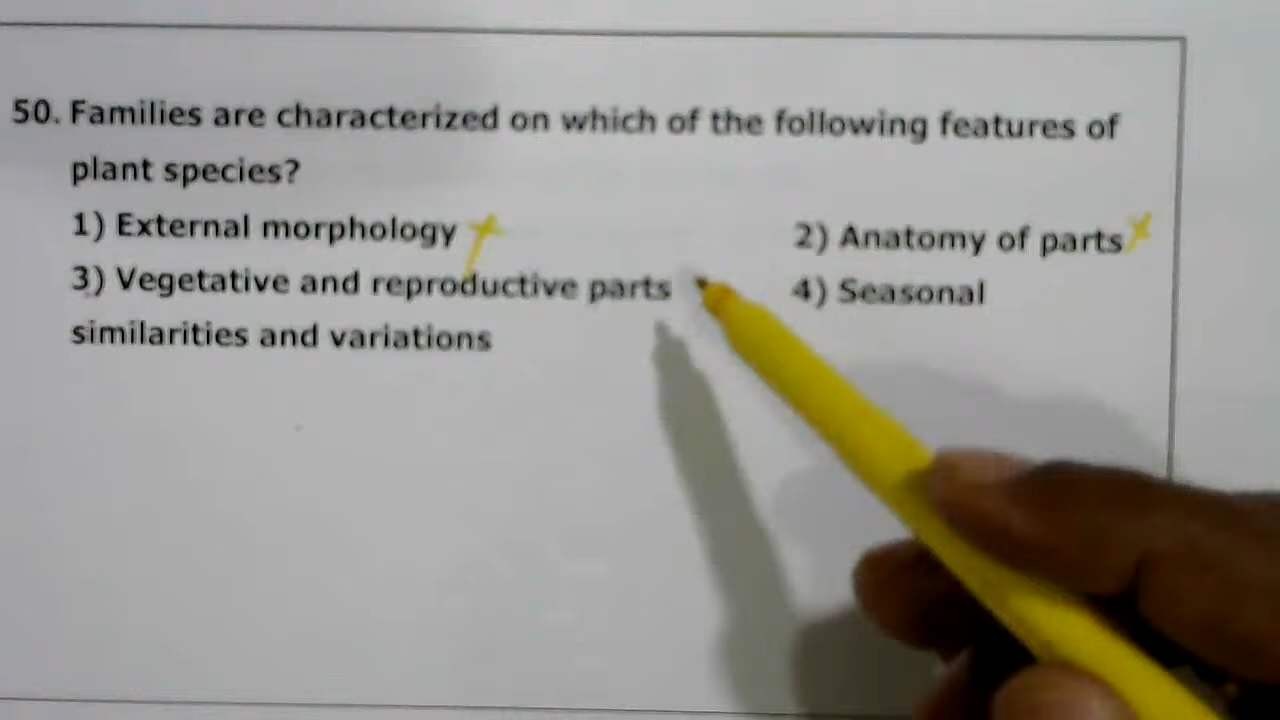 50. Families are characterized on which of the following features of
plant species?
1) External morphology 2) Anatomy of parts
3) Vegetative and reproductive parts 4) Seasonal
similarities and variations